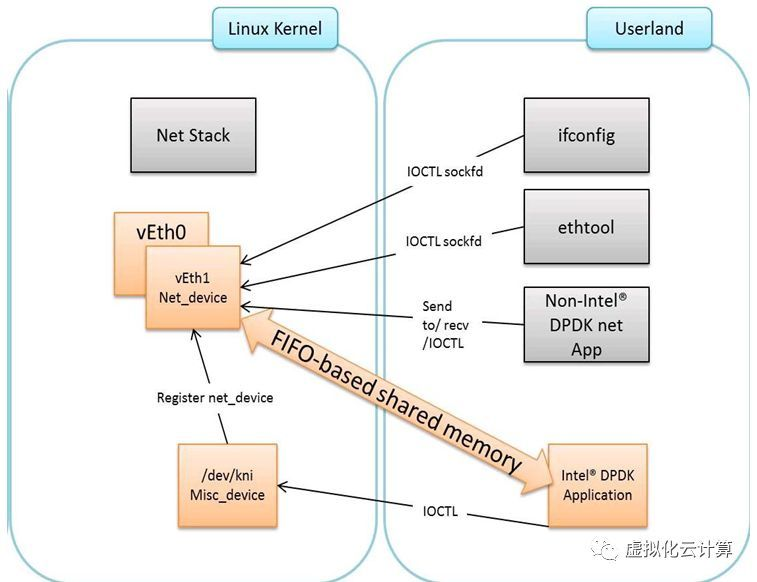 Linux Kernel
Userland
Net Stack
ifconfig
IOCTL sockfd
ethtool
IOCTL sockfd
vEth0
vEth1
Net_device
Non-Intel®
DPDK net
App
Send
to/ recv
/IOCTL
FIFO-based shared memory
Register net_device
/dev/kni
Misc_device
Intel® DPDK
Application
IOCTL
虚拟化云计算